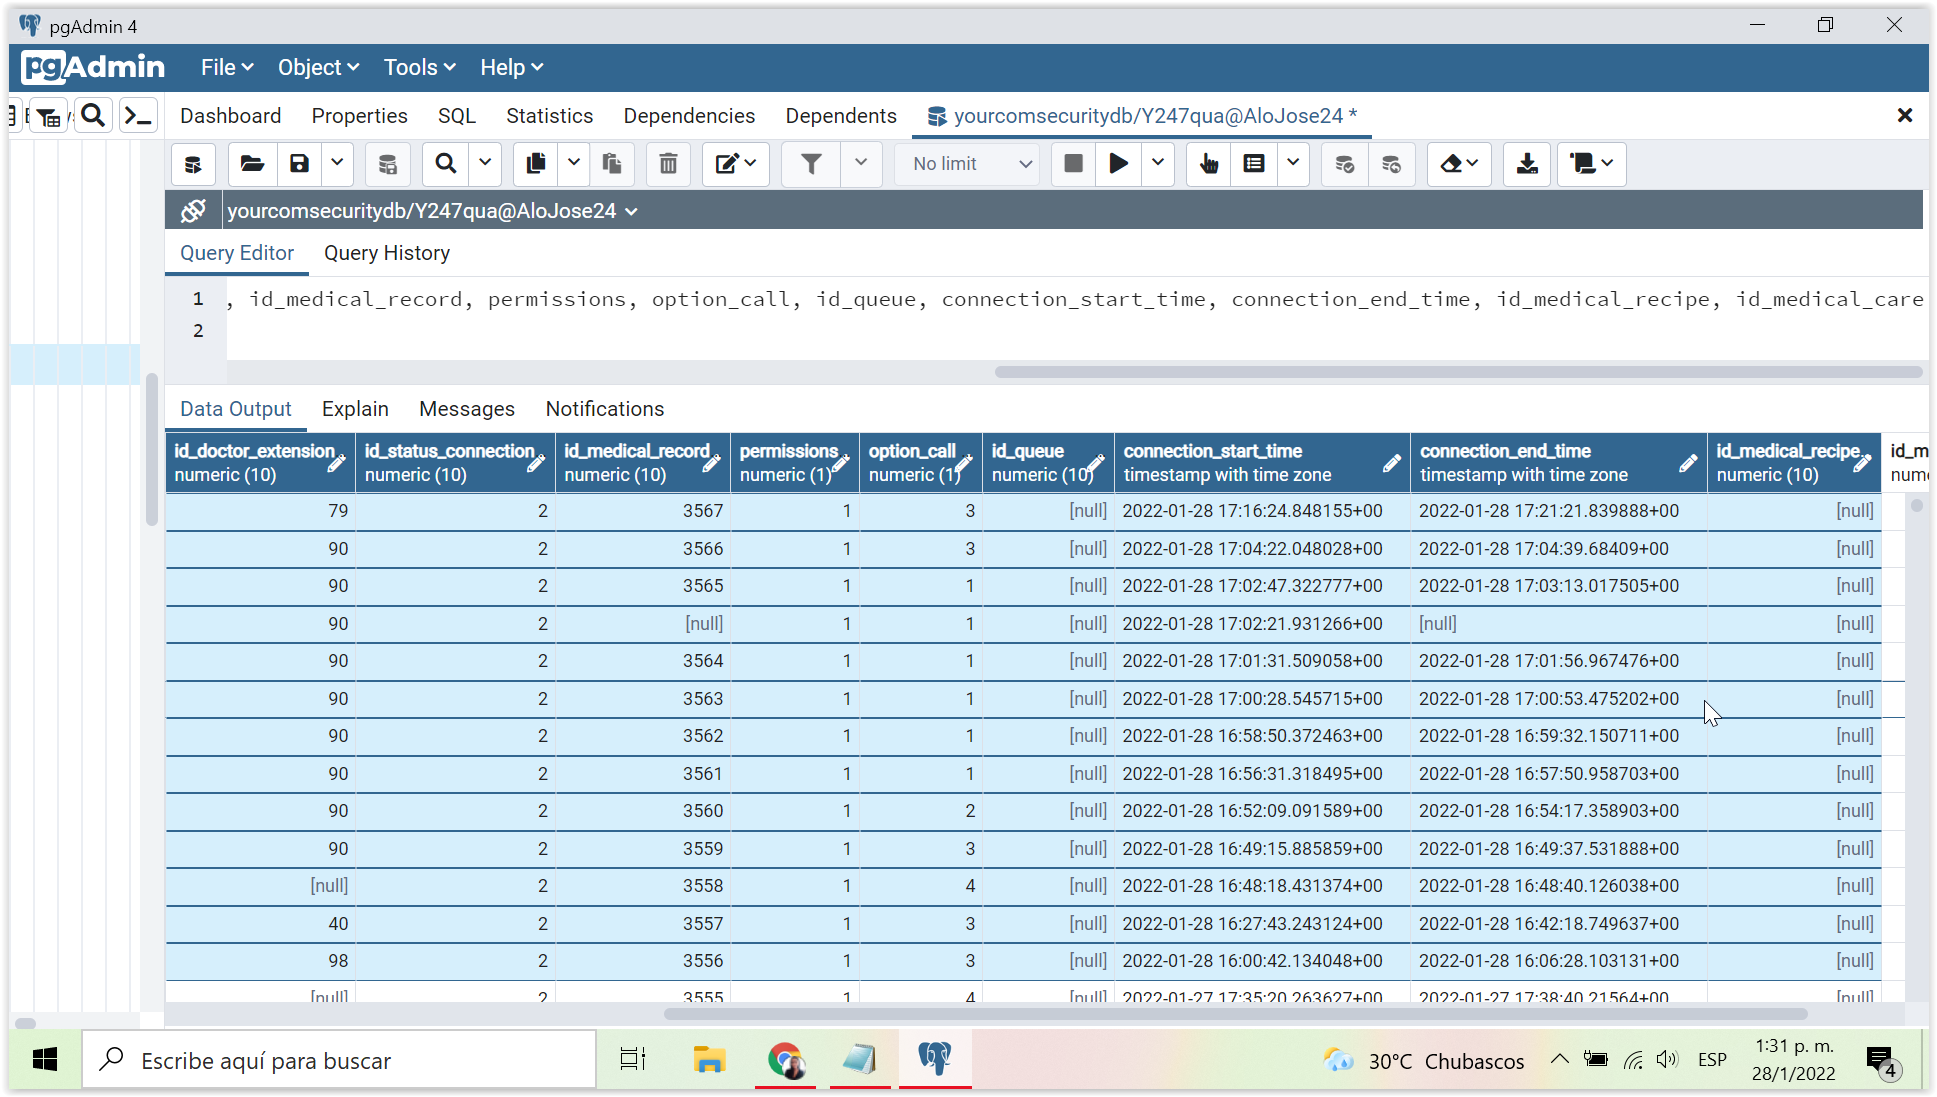 pgAdmin 4
pgAdmin File Object Tools Help
Dashboard Properties SQL Statistics Dependencies Dependents yourcomsecuritydb/Y247qua@AloJose24 *
No limit
yourcomsecuritydb/Y247qua@AloJose24
Query Editor Query History
1 , id_medical_record, permissions, option_call, id_queue, connection_start_time, connection_end_time, id_medical_recipe, id_medical_care
2
Data Output Explain Messages Notifications
id_doctor_extension id_status_connection id_medical_record permissions option_call id_queue connection_start_time connection_end_time id_medical_recipe id_m
numeric (10) numeric (10) numeric (10) numeric (1) numeric (1) numeric (10) timestamp with time zone timestamp with time zone numeric (10) nume
79 2 3567 1 3 [null] 2022-01-28 17:16:24.848155+00 2022-01-28 17:21:21.839888+00 [null]
90 2 3566 1 3 [null] 2022-01-28 17:04:22.048028+00 2022-01-28 17:04:39.68409+00 [null]
90 2 3565 1 1 [null] 2022-01-28 17:02:47.322777+00 2022-01-28 17:03:13.017505+00 [null]
90 2 [null] 1 1 [null] 2022-01-28 17:02:21.931266+00 [null] [null]
90 2 3564 1 1 [null] 2022-01-28 17:01:31.509058+00 2022-01-28 17:01:56.967476+00 [null]
90 2 3563 1 1 [null] 2022-01-28 17:00:28.545715+00 2022-01-28 17:00:53.475202+00 [null]
90 2 3562 1 1 [null] 2022-01-28 16:58:50.372463+00 2022-01-28 16:59:32.150711+00 [null]
90 2 3561 1 1 [null] 2022-01-28 16:56:31.318495+00 2022-01-28 16:57:50.958703+00 [null]
90 2 3560 1 2 [null] 2022-01-28 16:52:09.091589+00 2022-01-28 16:54:17.358903+00 [null]
90 2 3559 1 3 [null] 2022-01-28 16:49:15.885859+00 2022-01-28 16:49:37.531888+00 [null]
[null] 2 3558 1 4 [null] 2022-01-28 16:48:18.431374+00 2022-01-28 16:48:40.126038+00 [null]
40 2 3557 1 3 [null] 2022-01-28 16:27:43.243124+00 2022-01-28 16:42:18.749637+00 [null]
98 2 3556 1 3 [null] 2022-01-28 16:00:42.134048+00 2022-01-28 16:06:28.103131+00 [null]
[null] 2 3555 1 4 [null] 2022-01-27 17:35:20.263627+00 2022-01-27 17:38:40.21564+00 [null]
Escribe aquí para buscar
30°C Chubascos ESP 1:31 p. m.
28/1/2022 4